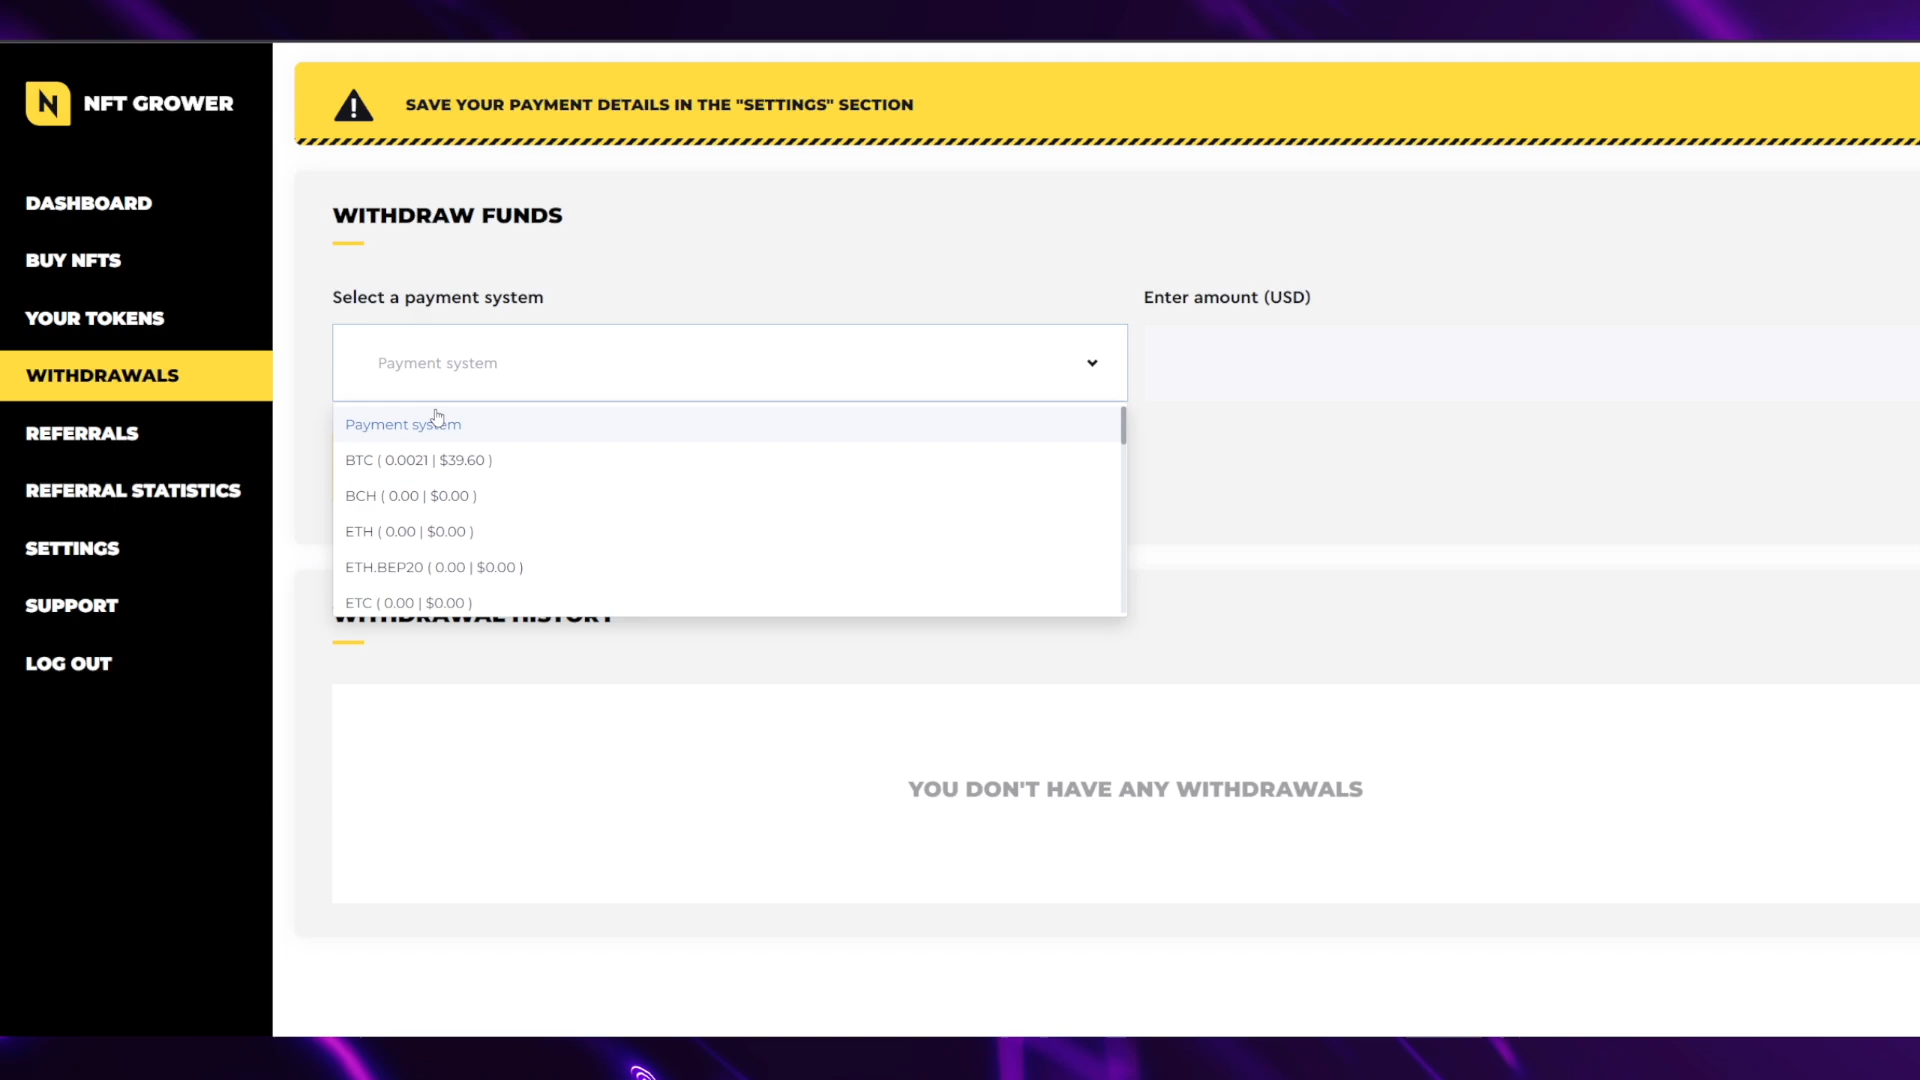 NFT GROWER
DASHBOARD
BUY NFTS
YOUR TOKENS
WITHDRAWALS
REFERRALS
REFERRAL STATISTICS
SETTINGS
SUPPORT
LOG OUT
SAVE YOUR PAYMENT DETAILS IN THE "SETTINGS" SECTION
WITHDRAW FUNDS
Select a payment system
Enter amount (USD)
Payment system
Payment system
BTC ( 0.0021 | $39.60 )
BCH ( 0.00 | $0.00 )
ETH ( 0.00 | $0.00 )
ETH.BEP20 ( 0.00 | $0.00 )
ETC ( 0.00 | $0.00 )
WITHDRAWAL HISTORY
YOU DON'T HAVE ANY WITHDRAWALS